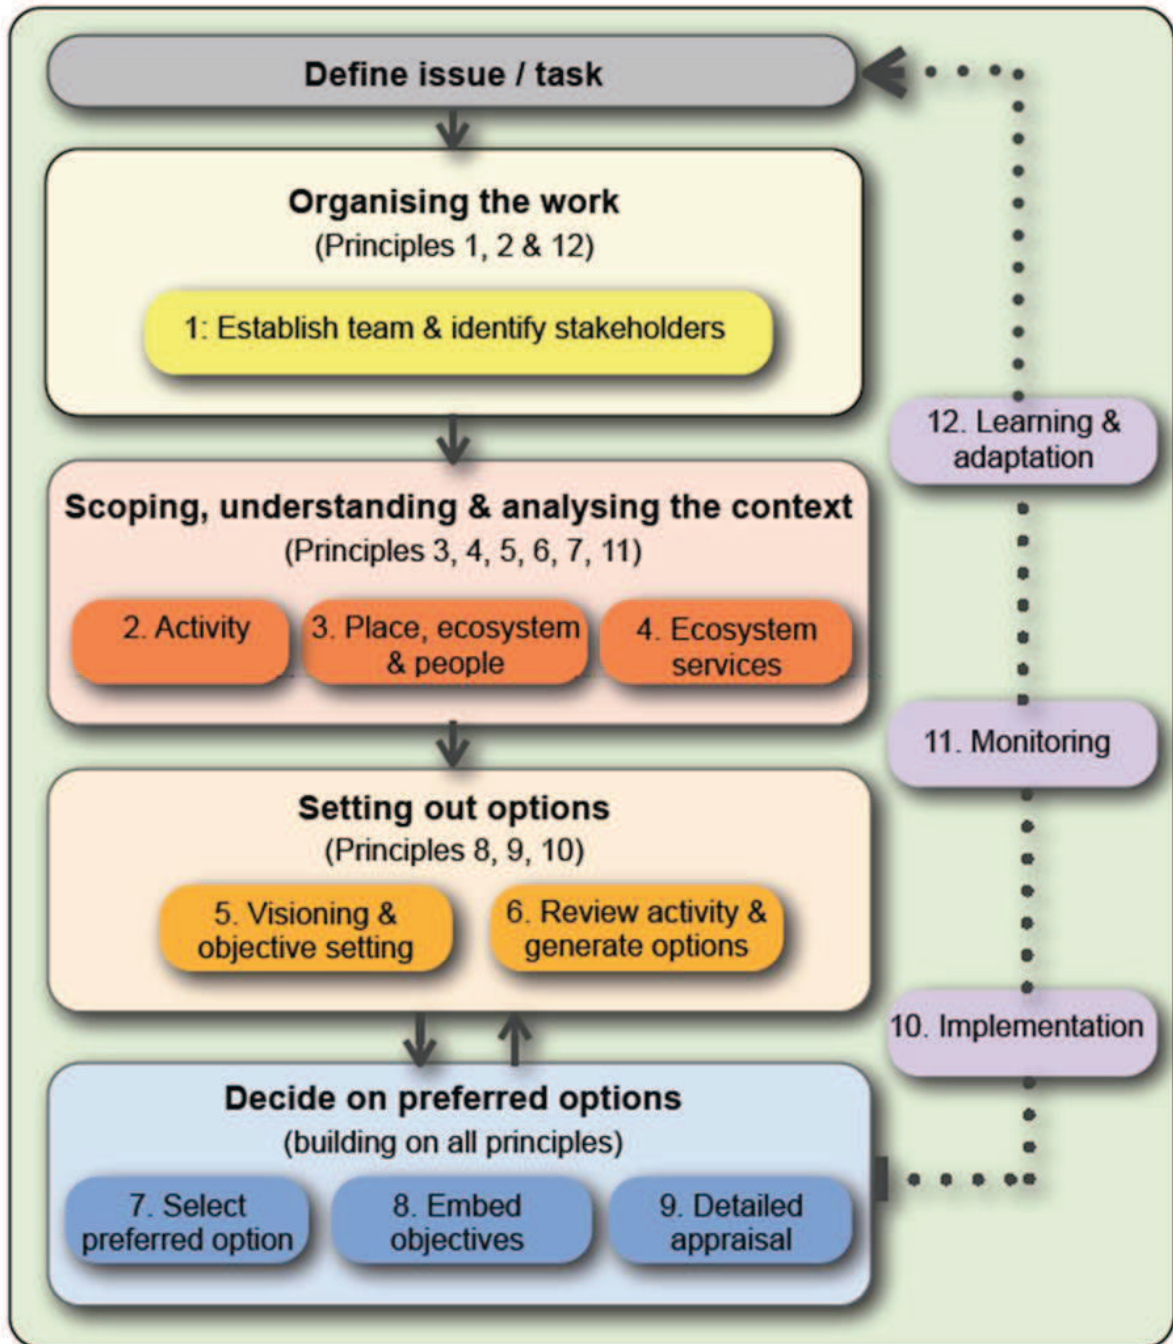 Define issue / task
Organising the work
(Principles 1, 2 & 12)
1: Establish team & identify stakeholders
Scoping, understanding & analysing the context
(Principles 3, 4, 5, 6, 7, 11)
2. Activity
3. Place, ecosystem
& people
4. Ecosystem
services
Setting out options
(Principles 8, 9, 10)
5. Visioning &
objective setting
6. Review activity &
generate options
Decide on preferred options
(building on all principles)
7. Select
preferred option
8. Embed
objectives
9. Detailed
appraisal
10. Implementation
11. Monitoring
12. Learning &
adaptation